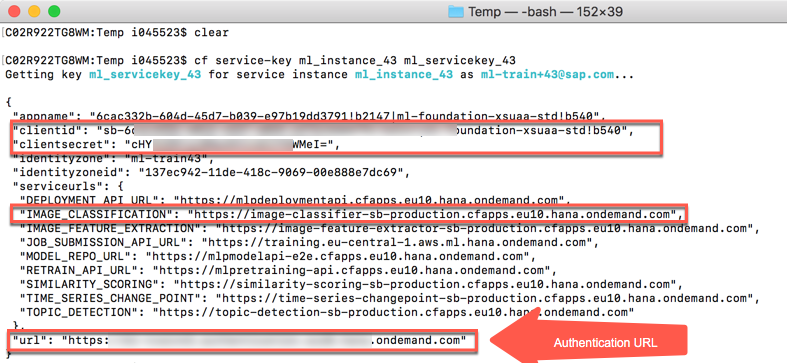 Temp — -bash — 152×39
[C02R922TG8WM:Temp i045523$ clear
[C02R922TG8WM:Temp i045523$ cf service-key ml_instance_43 ml_servicekey_43
Getting key ml_servicekey_43 for service instance ml_instance_43 as ml-train+43@sap.com...
{
"appname": "6cac332b-604d-45d7-b039-e97b19dd3791!b2147|ml-foundation-xsuaa-std!b540",
"clientid": "sb-6 oundation-xsuaa-std!b540",
"clientsecret": "cHY WMeI=",
"identityzone": "ml-train43",
"identityzoneid": "137ec942-11de-418c-9069-00e888e7dc69",
"serviceurls": {
"DEPLOYMENT_API_URL": "https://mlpdeploymentapi.cfapps.eu10.hana.ondemand.com",
"IMAGE_CLASSIFICATION": "https://image-classifier-sb-production.cfapps.eu10.hana.ondemand.com",
"IMAGE_FEATURE_EXTRACTION": "https://image-feature-extractor-sb-production.cfapps.eu10.hana.ondemand.com",
"JOB_SUBMISSION_API_URL": "https://training.eu-central-1.aws.ml.hana.ondemand.com",
"MODEL_REPO_URL": "https://mlpmodelapi-e2e.cfapps.eu10.hana.ondemand.com",
"RETRAIN_API_URL": "https://mlpretraining-api.cfapps.eu10.hana.ondemand.com",
"SIMILARITY_SCORING": "https://similarity-scoring-sb-production.cfapps.eu10.hana.ondemand.com",
"TIME_SERIES_CHANGE_POINT": "https://time-series-changepoint-sb-production.cfapps.eu10.hana.ondemand.com",
"TOPIC_DETECTION": "https://topic-detection-sb-production.cfapps.eu10.hana.ondemand.com"
},
"url": "https: .ondemand.com"
Authentication URL
}